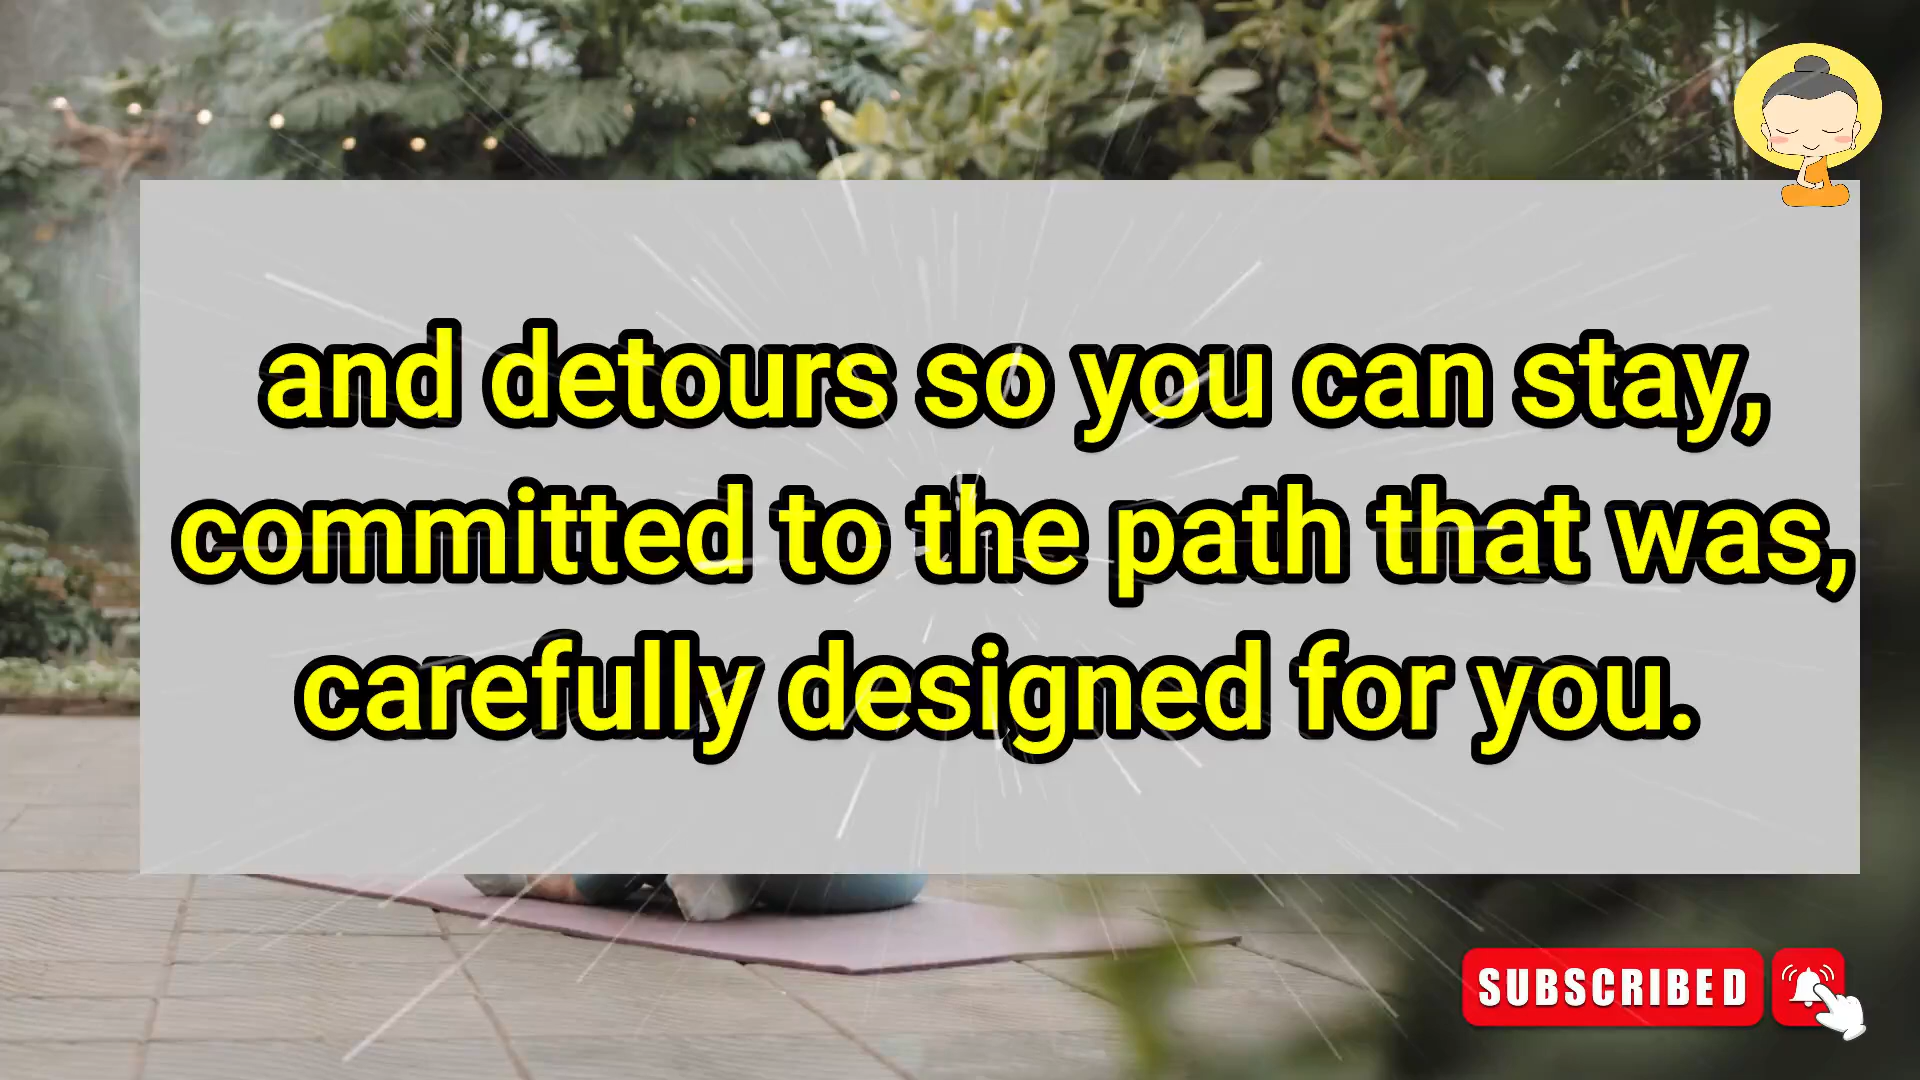 and detours so you can stay,
committed to the path that was,
carefully designed for you.
SUBSCRIBED